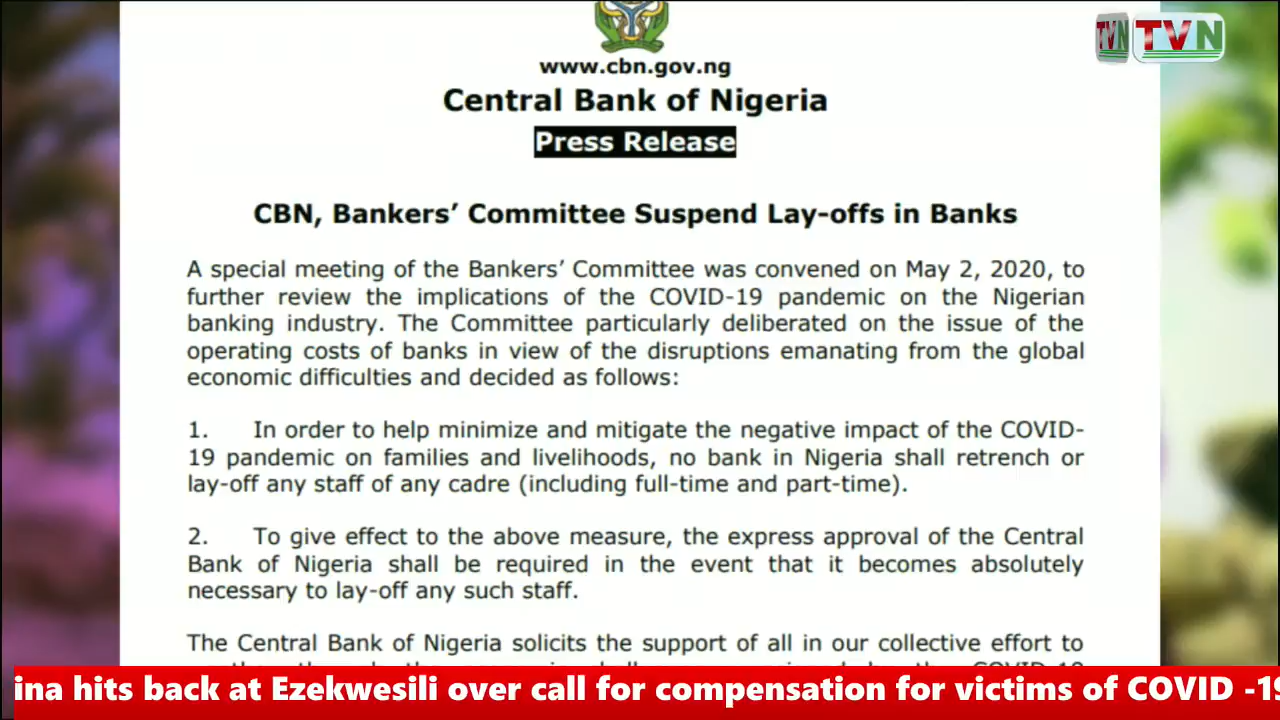 TVN TVN
www.cbn.gov.ng
Central Bank of Nigeria
Press Release
CBN, Bankers’ Committee Suspend Lay-offs in Banks
A special meeting of the Bankers’ Committee was convened on May 2, 2020, to
further review the implications of the COVID-19 pandemic on the Nigerian
banking industry. The Committee particularly deliberated on the issue of the
operating costs of banks in view of the disruptions emanating from the global
economic difficulties and decided as follows:
1. In order to help minimize and mitigate the negative impact of the COVID-
19 pandemic on families and livelihoods, no bank in Nigeria shall retrench or
lay-off any staff of any cadre (including full-time and part-time).
2. To give effect to the above measure, the express approval of the Central
Bank of Nigeria shall be required in the event that it becomes absolutely
necessary to lay-off any such staff.
The Central Bank of Nigeria solicits the support of all in our collective effort to
ina hits back at Ezekwesili over call for compensation for victims of COVID -19